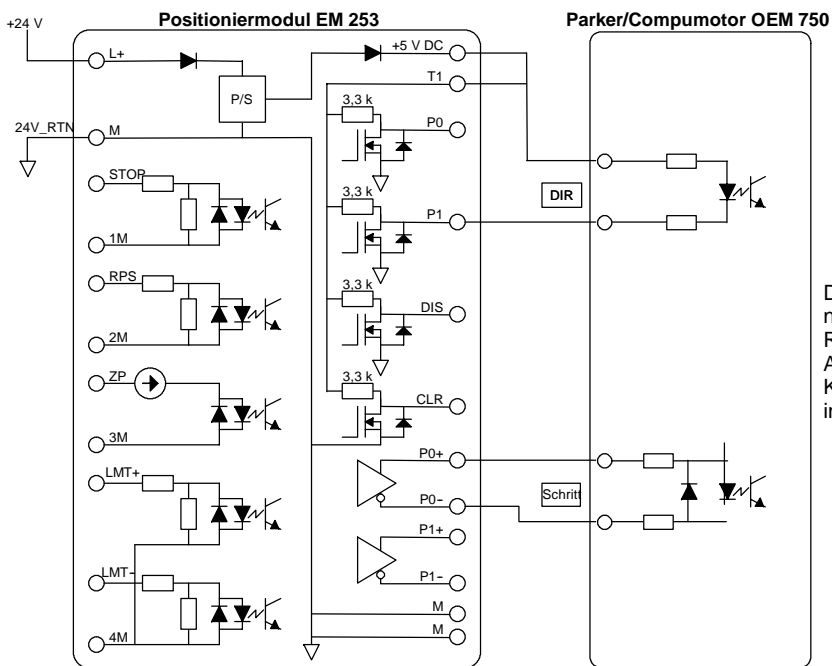 Positioniermodul EM 253
Parker/Compumotor OEM 750
+24 V
L+
+5 V DC
T1
P/S
3,3 k
P0
24V_RTN
M
STOP
1M
3,3 k
P1
DIR
RPS
2M
3,3 k
DIS
ZP
3M
3,3 k
CLR
LMT+
P0+
P0−
Schritt
P1+
LMT−
P1−
M
4M
M
D
n
R
A
K
in